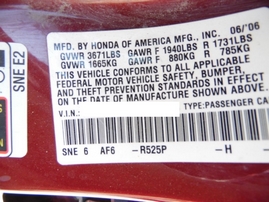 MFD. BY HONDA OF AMERICA MFG., INC. 06/'06
GVWR 3671LBS GAWR F 1940LBS R 1731LBS
GVWR 1665KG GAWR F 880KG R 785KG
THIS VEHICLE CONFORMS TO ALL APPLICABLE
FEDERAL MOTOR VEHICLE SAFETY, BUMPER,
AND THEFT PREVENTION STANDARDS IN EFFECT
ON THE DATE OF MANUFACTURE SHOWN ABOVE.
V.I.N.: TYPE:PASSENGER CA
SNE 6 AF6 -R525P -H -
SNE E2